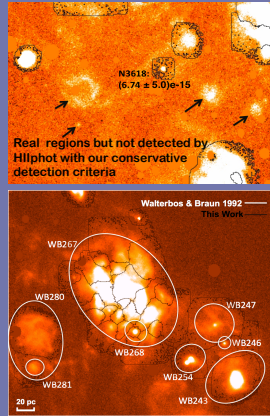 N3618:
(6.74 ± 5.0)e-15
Real regions but not detected by
HIIphot with our conservative
detection criteria
Walterbos & Braun 1992
This Work
WB267
WB280
WB247
WB246
WB268
WB254
WB281
WB243
20 pc